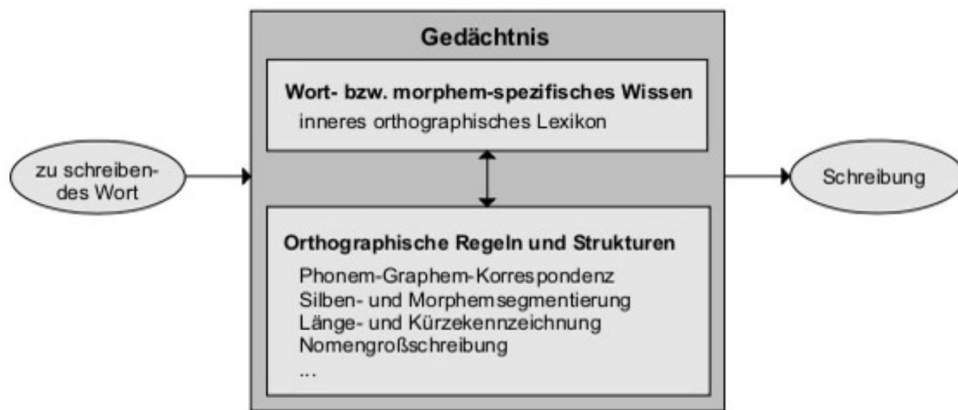 Gedächtnis
Wort- bzw. morphem-spezifisches Wissen
inneres orthographisches Lexikon
zu schreiben-
des Wort
Schreibung
Orthographische Regeln und Strukturen
Phonem-Graphem-Korrespondenz
Silben- und Morphemsegmentierung
Länge- und Kürzekennzeichnung
Nomengroßschreibung
...